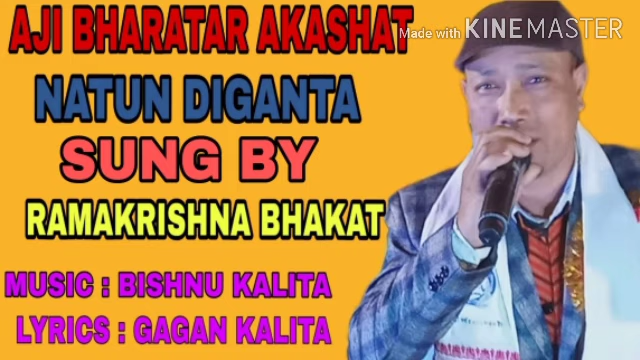 AJI BHARATAR AKASHAT
Made with KINEMASTER
NATUN DIGANTA
SUNG BY
RAMAKRISHNA BHAKAT
MUSIC : BISHNU KALITA
LYRICS : GAGAN KALITA